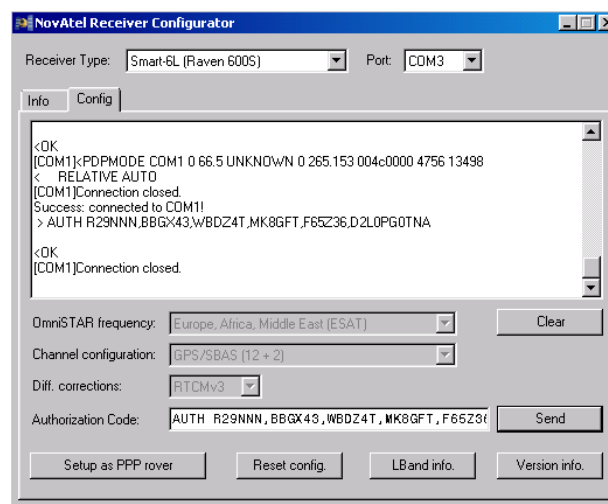 NovAtel Receiver Configurator
Receiver Type: Smart-6L (Raven 600S) Port: COM3
Info Config
<OK
[COM1]<PDPMODE COM1 0 66.5 UNKNOWN 0 265.153 004c0000 4756 13498
< RELATIVE AUTO
[COM1]Connection closed.
Success: connected to COM1!
> AUTH R29NNN,BBGX43,WBDZ4T,MK8GFT,F65Z36,D2L0PG0TNA
<OK
[COM1]Connection closed.
OmniSTAR frequency: Europe, Africa, Middle East (ESAT) Clear
Channel configuration: GPS/SBAS (12 + 2)
Diff. corrections: RTCMv3
Authorization Code: AUTH R29NNN,BBGX43,WBDZ4T,MK8GFT,F65Z3 Send
Setup as PPP rover Reset config. LBand info. Version info.